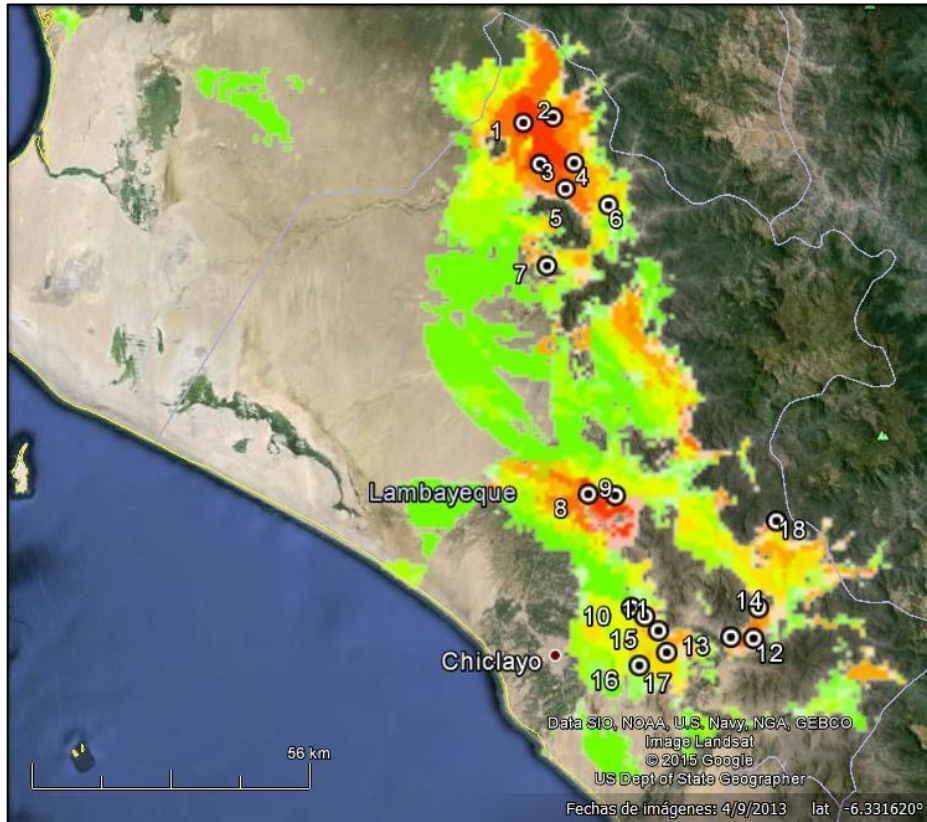 2
1
3 4
5 6
7
Lambayeque
8 9
18
10 11 14
15 13 12
Chiclayo
16 17
Data SIO, NOAA, U.S. Navy, NGA, GEBCO
Image Landsat
© 2015 Google
US Dept of State Geographer
56 km
Fechas de imágenes: 4/9/2013 lat -6.331620°